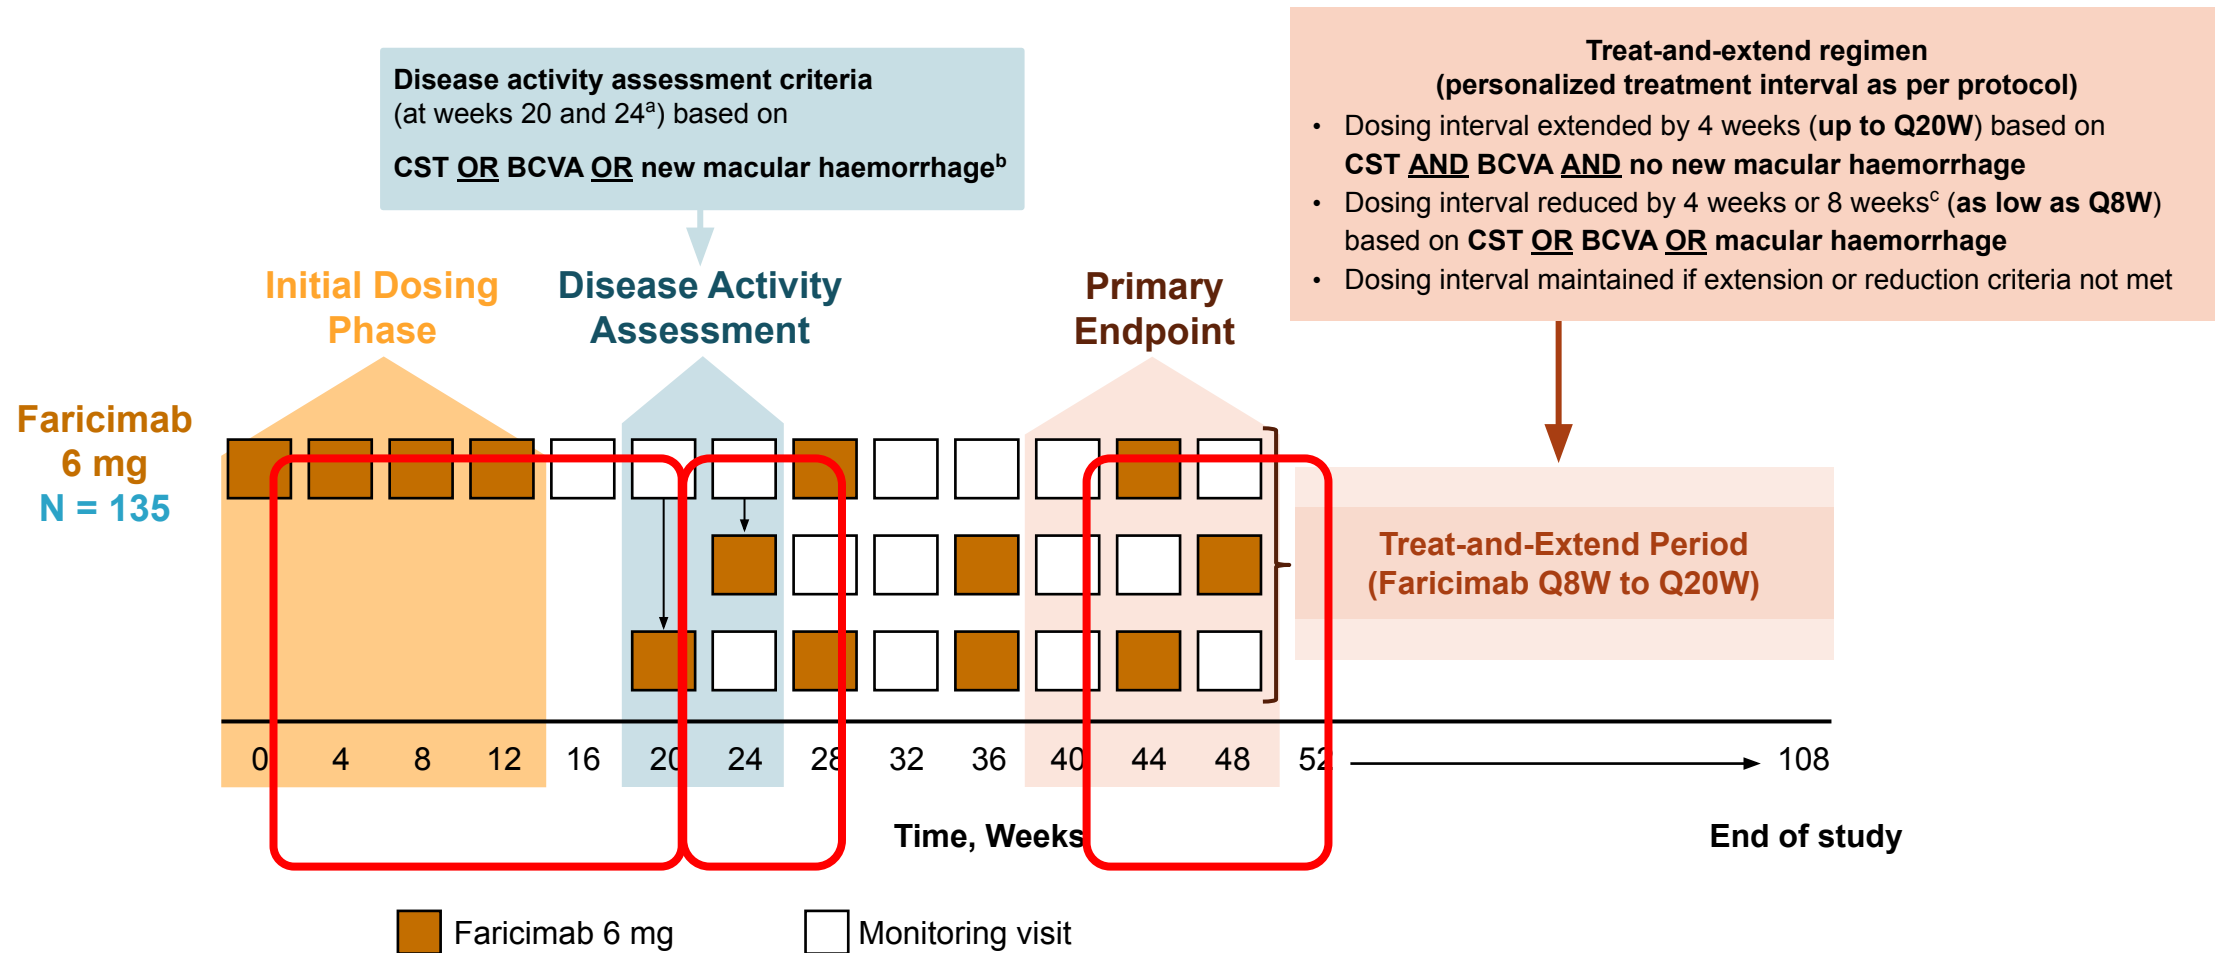 Disease activity assessment criteria
(at weeks 20 and 24a) based on
CST OR BCVA OR new macular haemorrhageb
Treat-and-extend regimen
(personalized treatment interval as per protocol)
• Dosing interval extended by 4 weeks (up to Q20W) based on
CST AND BCVA AND no new macular haemorrhage
• Dosing interval reduced by 4 weeks or 8 weeksc (as low as Q8W)
based on CST OR BCVA OR macular haemorrhage
• Dosing interval maintained if extension or reduction criteria not met
Initial Dosing
Phase
Disease Activity
Assessment
Primary
Endpoint
Faricimab
6 mg
N = 135
Treat-and-Extend Period
(Faricimab Q8W to Q20W)
0 4 8 12 16 20 24 28 32 36 40 44 48 52 108
Time, Weeks
End of study
Faricimab 6 mg
Monitoring visit